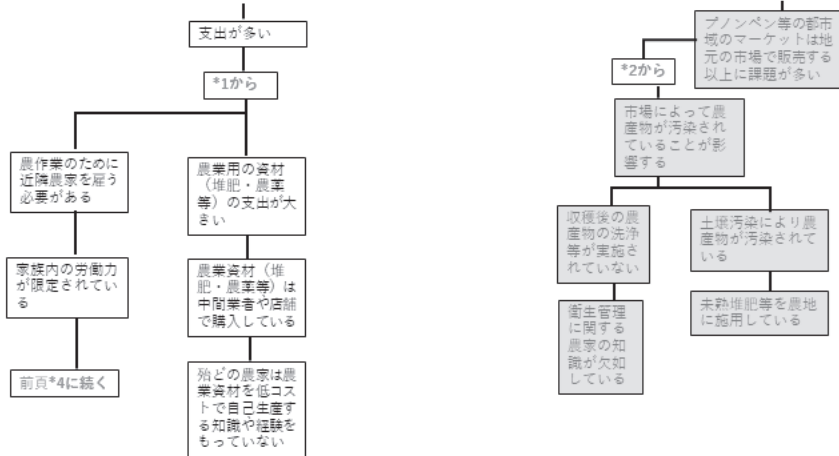 支出が多い
*1から
農作業のために
近隣農家を雇う
必要がある
家族内の労働力
が限定されてい
る
前頁*4に続く
農業用の資材
（堆肥・農薬
等）の支出が大
きい
農業資材（堆
肥・農薬等）は
中間業者や店舗
で購入している
殆どの農家は農
業資材を低コス
トで自己生産す
る知識や経験を
もっていない
プノンペン等の都市
域のマーケットは地
元の市場で販売する
以上に課題が多い
*2から
市場によって農
産物が汚染され
ていることが影
響する
収穫後の農
産物の洗浄
等が実施さ
れていない
衛生管理
に関する
農家の知
識が欠如
している
土壌汚染により農
産物が汚染されて
いる
未熟堆肥等を農地
に施用している